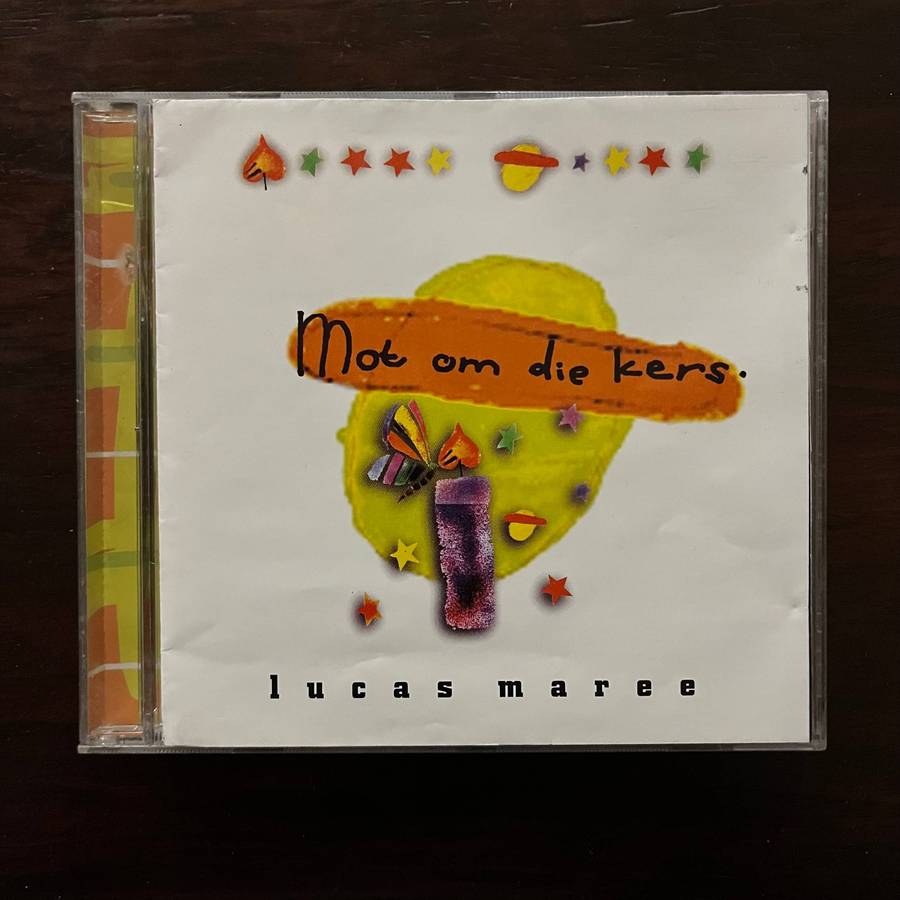 Mot om die kers.
lucas maree